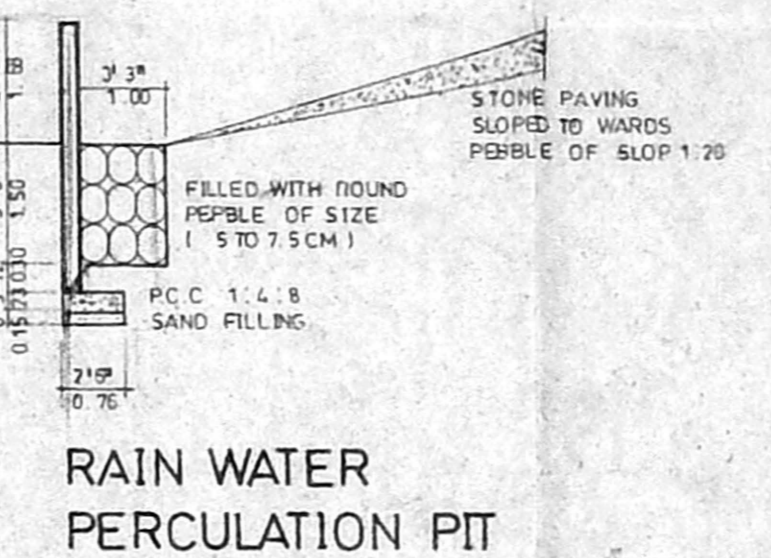 1.88
3' 3"
1.00
STONE PAVING
SLOPED TO WARDS
PEBBLE OF SLOP 1:20
1.50
FILLED WITH ROUND
PEPBLE OF SIZE
( 5 TO 7.5CM )
0.30
.23
0.15
P.C.C 1:4:8
SAND FILLING
2'6"
0.76
RAIN WATER
PERCULATION PIT